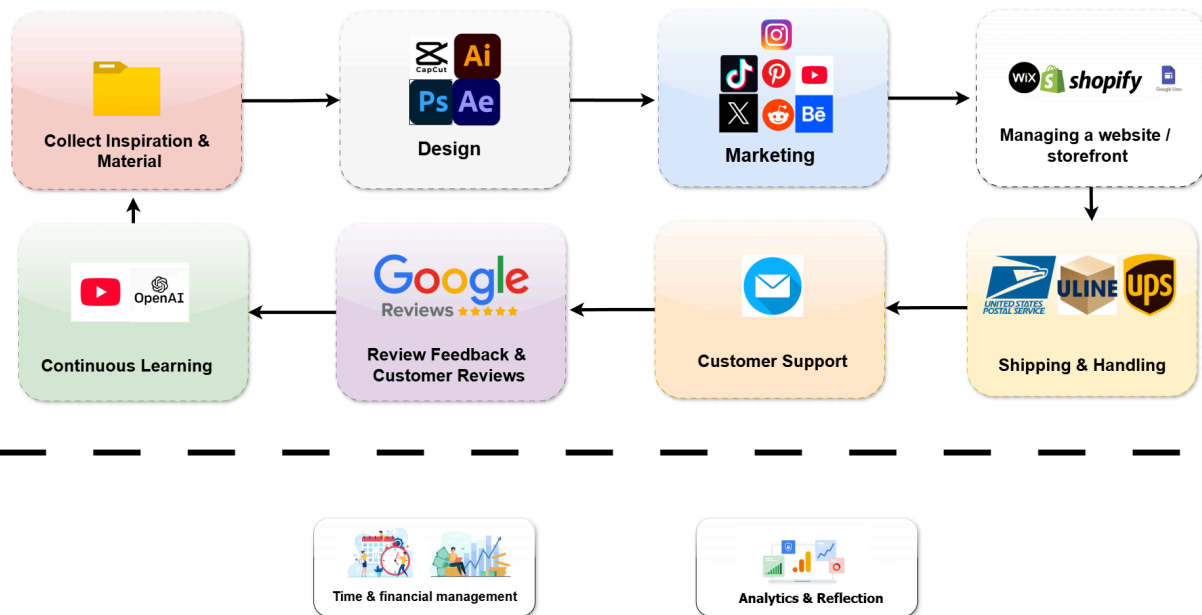 CapCut
Ai
Ps
Ae
Bē
WiX
shopify
Google Sites
Collect Inspiration &
Material
Design
Marketing
Managing a website /
storefront
OpenAI
Google
Reviews
UNITED STATES
POSTAL SERVICE
ULINE
ups
Continuous Learning
Review Feedback &
Customer Reviews
Customer Support
Shipping & Handling
Time & financial management
Analytics & Reflection